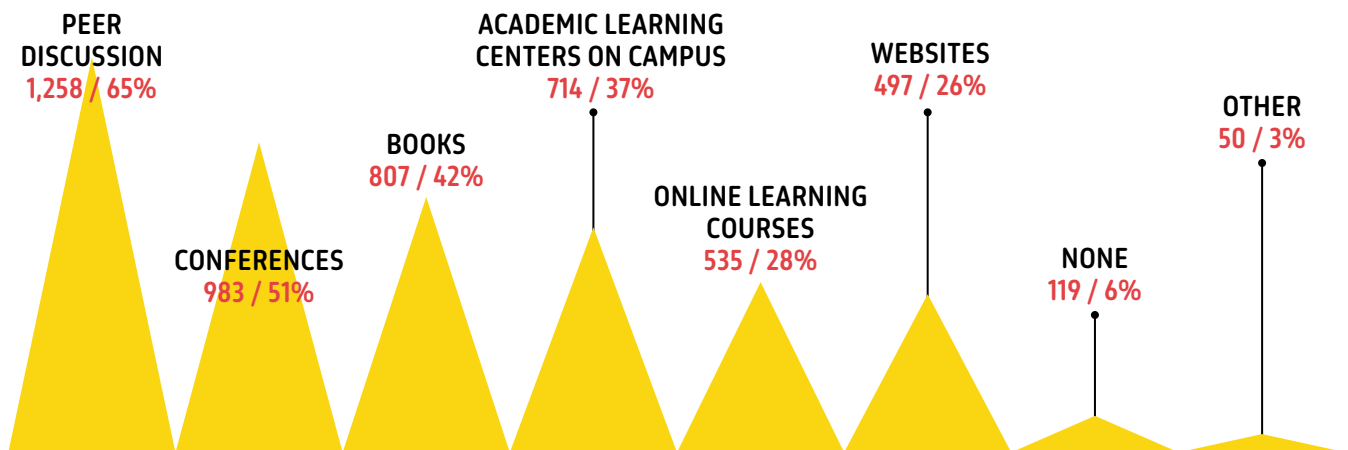 PEER
DISCUSSION
1,258 / 65%
CONFERENCES
983 / 51%
BOOKS
807 / 42%
ACADEMIC LEARNING
CENTERS ON CAMPUS
714 / 37%
ONLINE LEARNING
COURSES
535 / 28%
WEBSITES
497 / 26%
NONE
119 / 6%
OTHER
50 / 3%